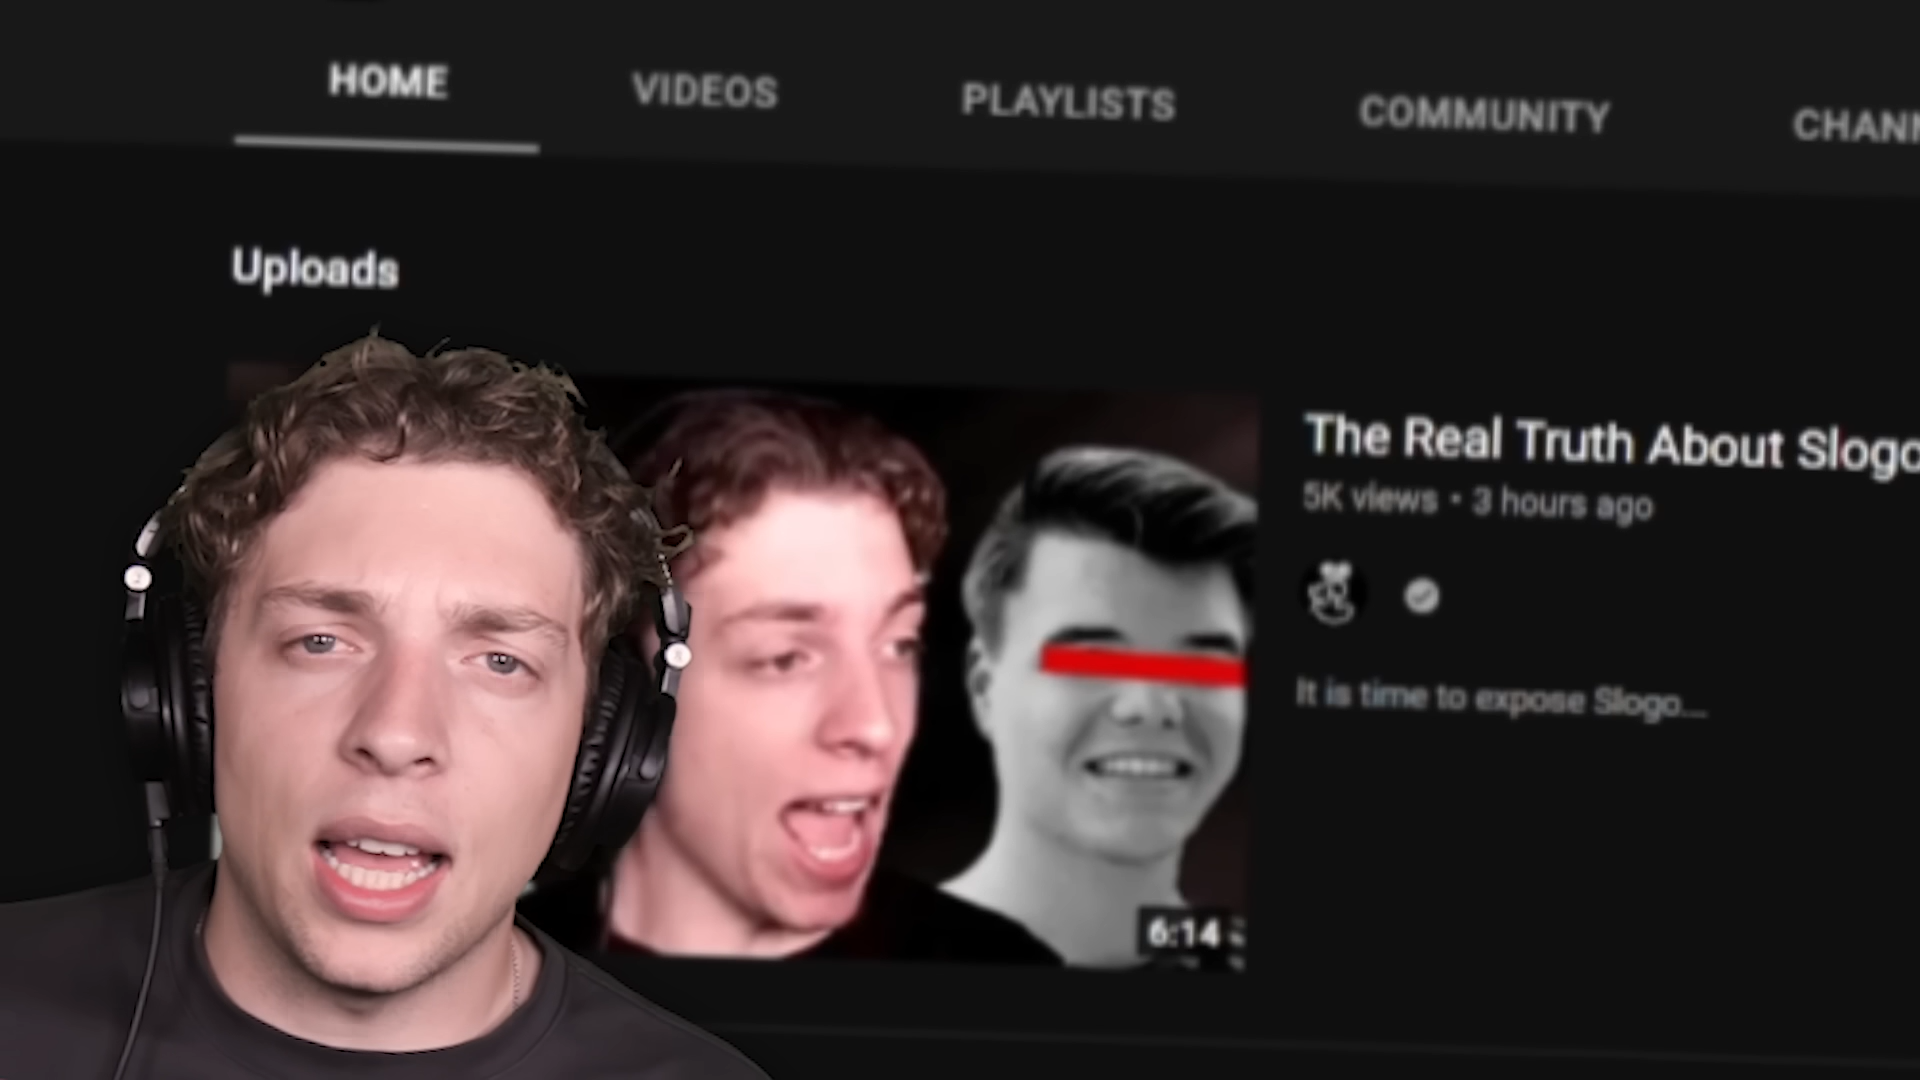 HOME
VIDEOS
PLAYLISTS
COMMUNITY
CHANN
Uploads
The Real Truth About Slogo
5K views • 3 hours ago
It is time to expose Slogo...
6:14